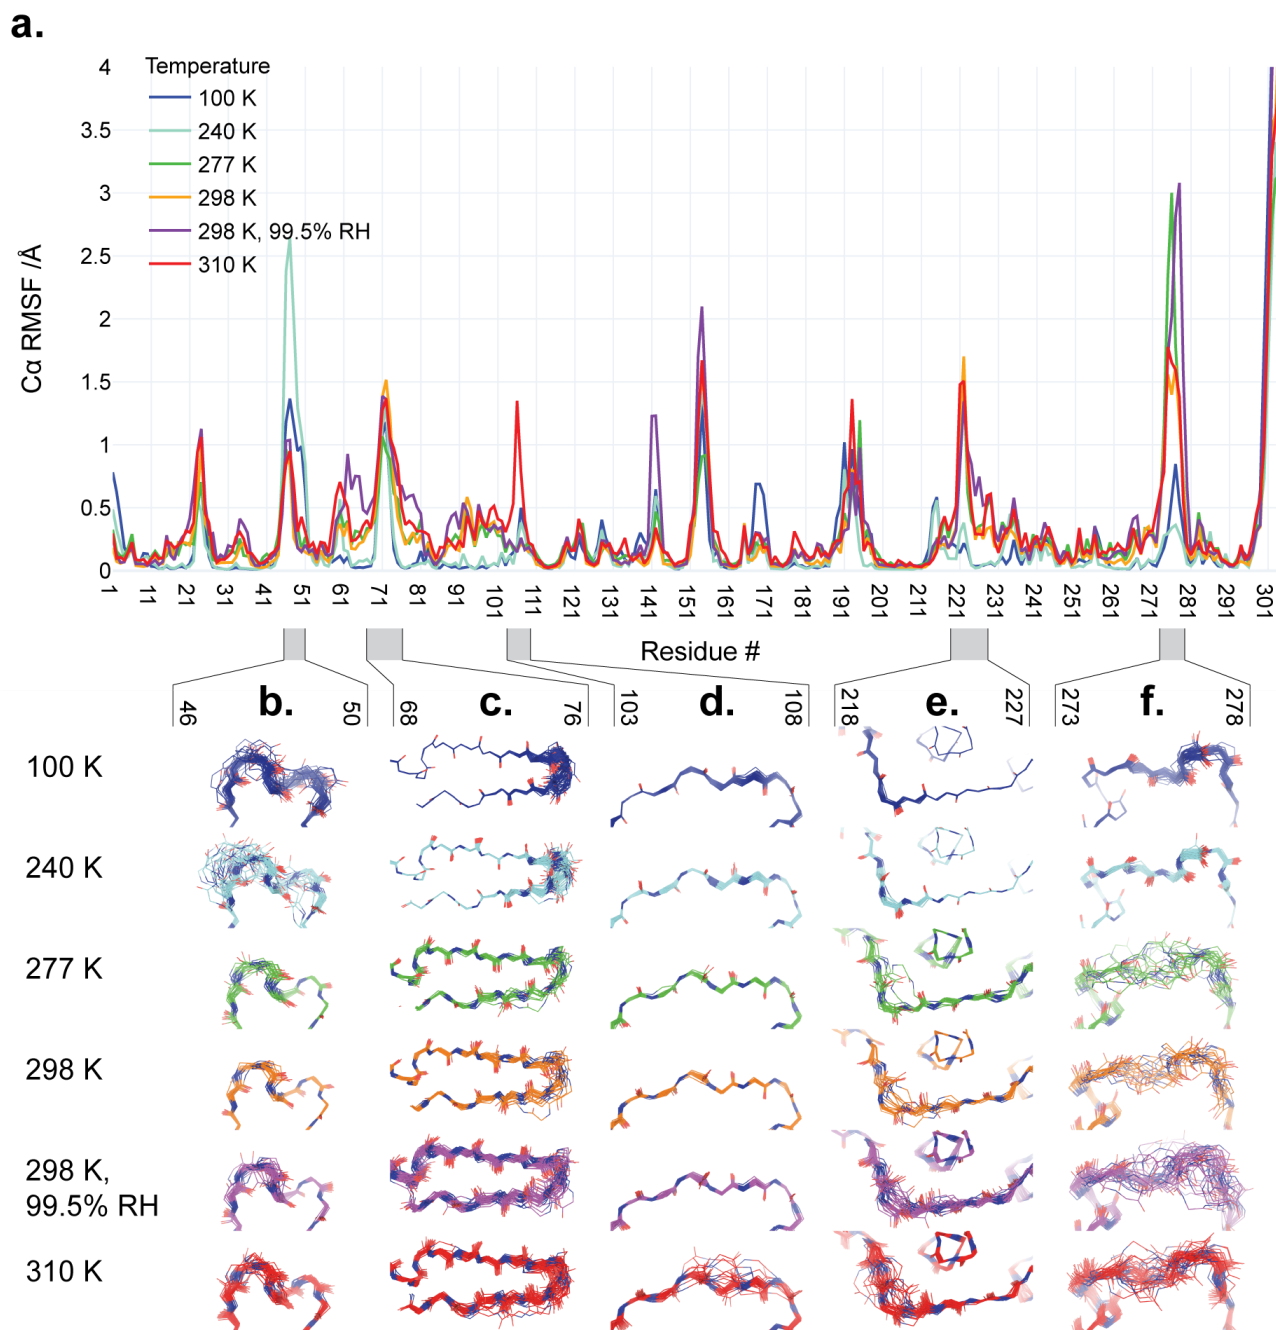 a.
Cα RMSF /Å
4
3.5
3
2.5
2
1.5
1
0.5
0
Temperature
100 K
240 K
277 K
298 K
298 K, 99.5% RH
310 K
1 11 21 31 41 51 61 71 81 91 101 111 121 131 141 151 161 171 181 191 201 211 221 231 241 251 261 271 281 291 301
Residue #
46 b. 50 68 c. 76 103 d. 108 218 e. 227 273 f. 278
100 K
240 K
277 K
298 K
298 K,
99.5% RH
310 K